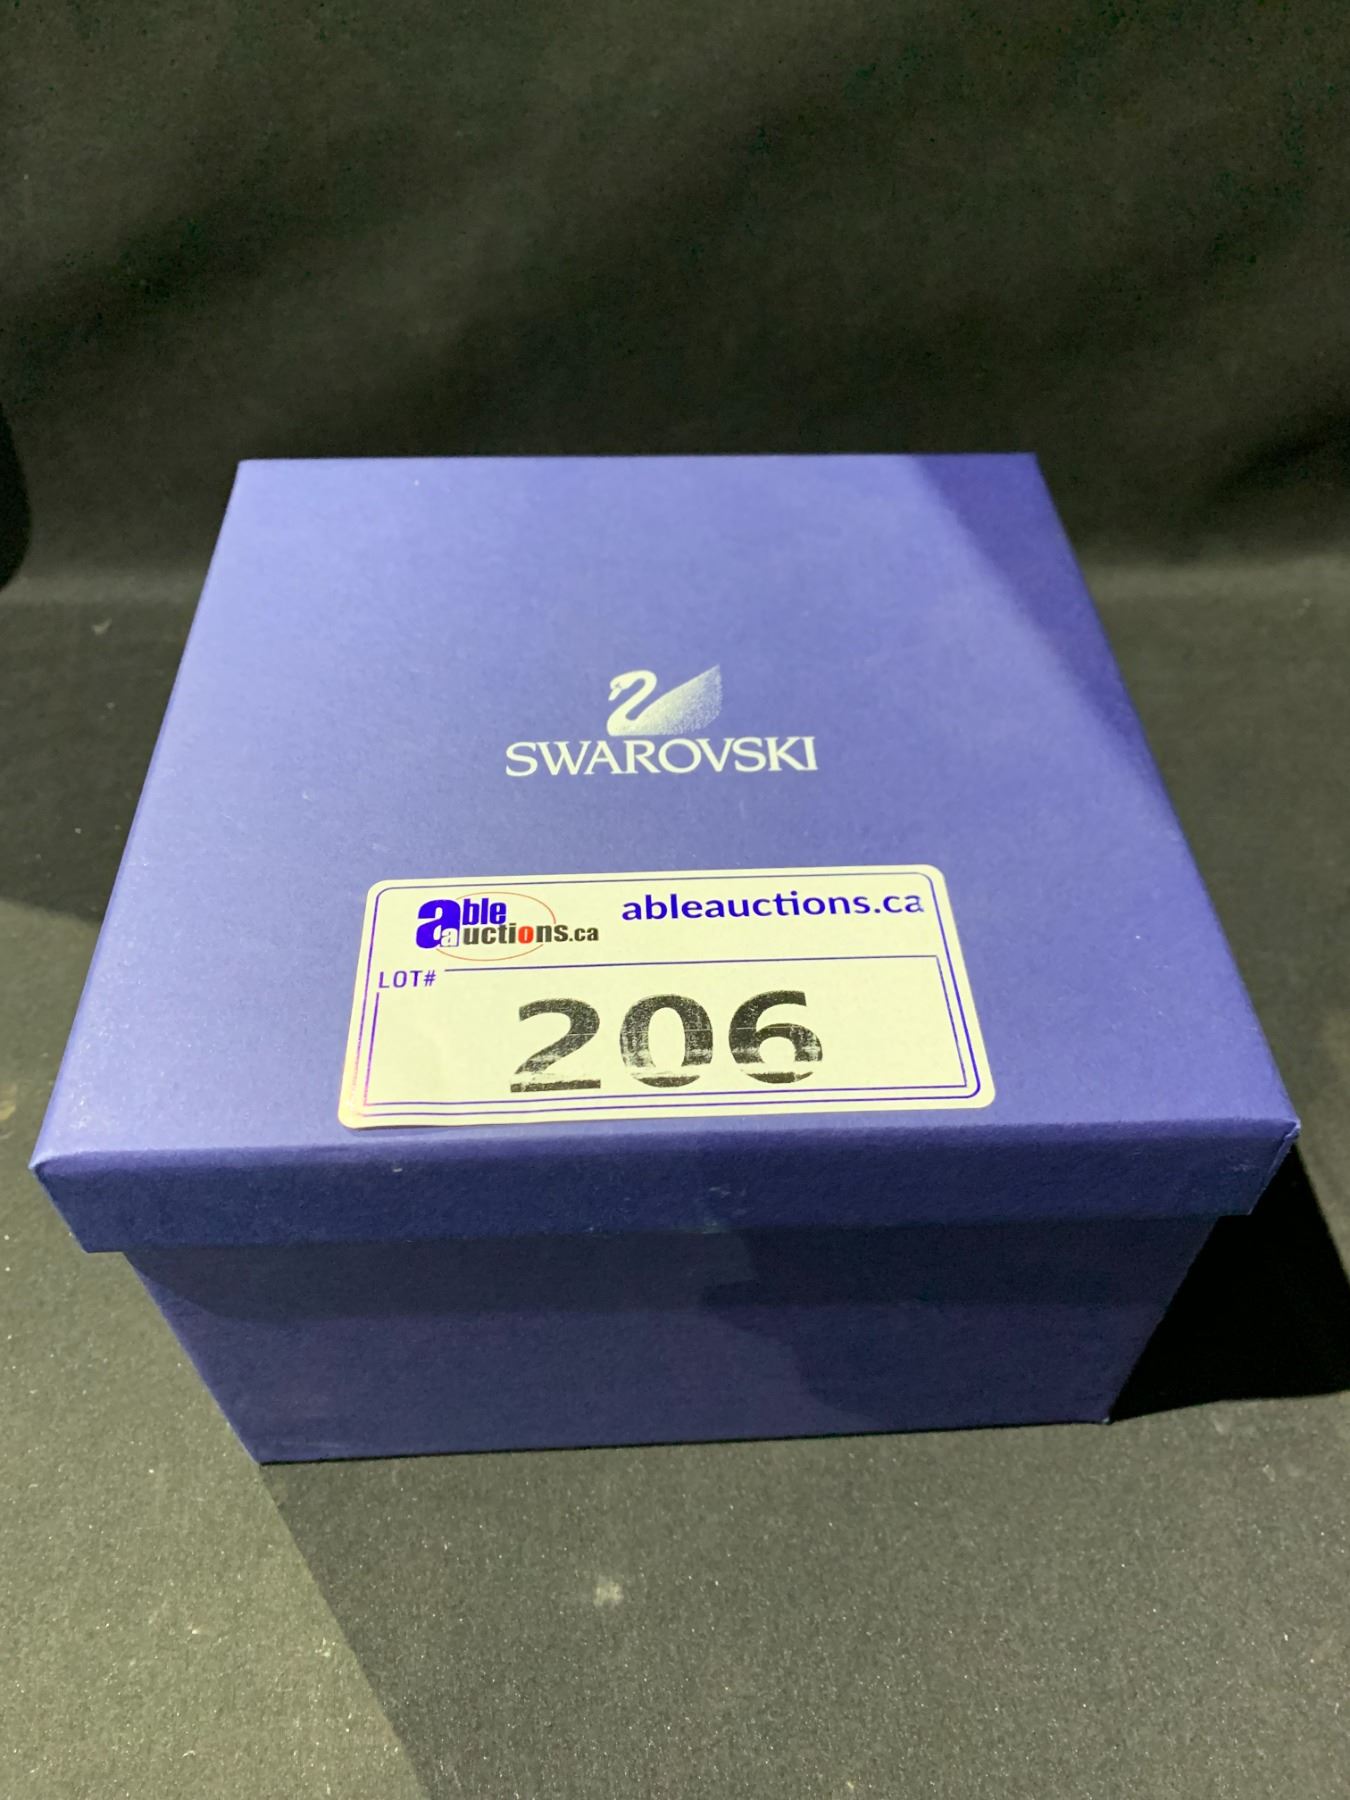 SWAROVSKI
able auctions.ca
ableauctions.ca
LOT#
206